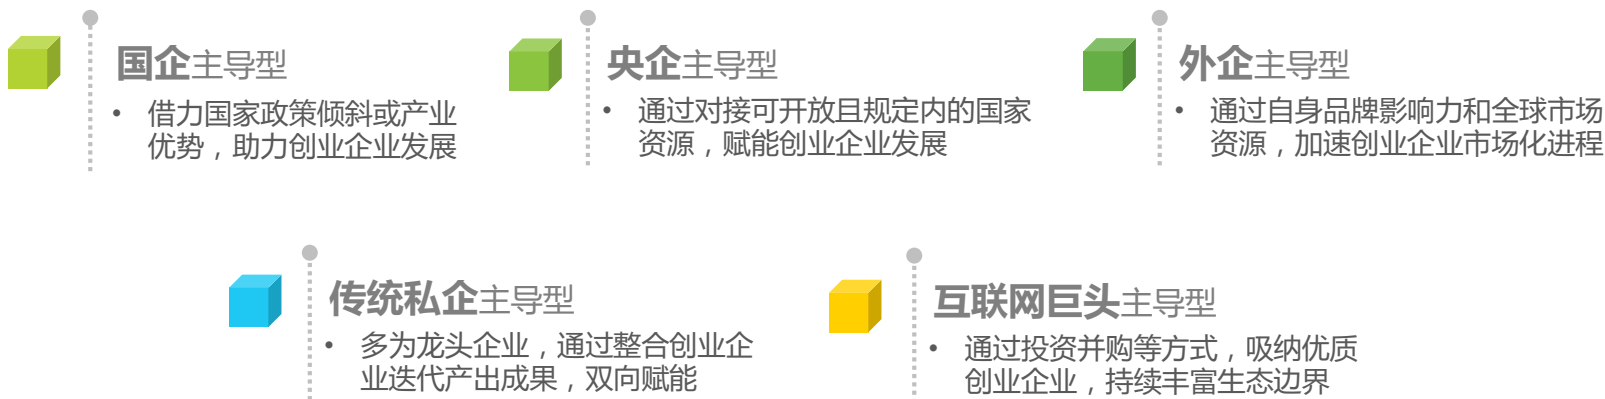 国企主导型
• 借力国家政策倾斜或产业
优势，助力创业企业发展
央企主导型
• 通过对接可开放且规定内的国家
资源，赋能创业企业发展
外企主导型
• 通过自身品牌影响力和全球市场
资源，加速创业企业市场化进程
传统私企主导型
• 多为龙头企业，通过整合创业企
业迭代产出成果，双向赋能
互联网巨头主导型
• 通过投资并购等方式，吸纳优质
创业企业，持续丰富生态边界